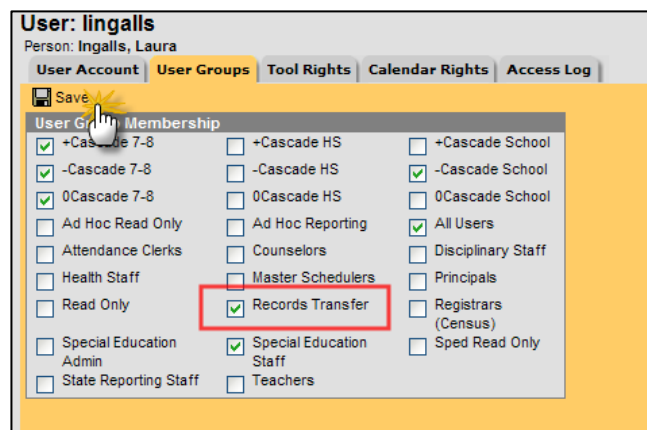 User: lingalls
Person: Ingalls, Laura
User Account User Groups Tool Rights Calendar Rights Access Log
Save
User Membership
+Cascade 7-8 +Cascade HS +Cascade School
-Cascade 7-8 -Cascade HS -Cascade School
0Cascade 7-8 0Cascade HS 0Cascade School
Ad Hoc Read Only Ad Hoc Reporting All Users
Attendance Clerks Counselors Disciplinary Staff
Health Staff Master Schedulers Principals
Read Only Records Transfer Registrars
(Census)
Special Education Special Education Sped Read Only
Admin Staff
State Reporting Staff Teachers